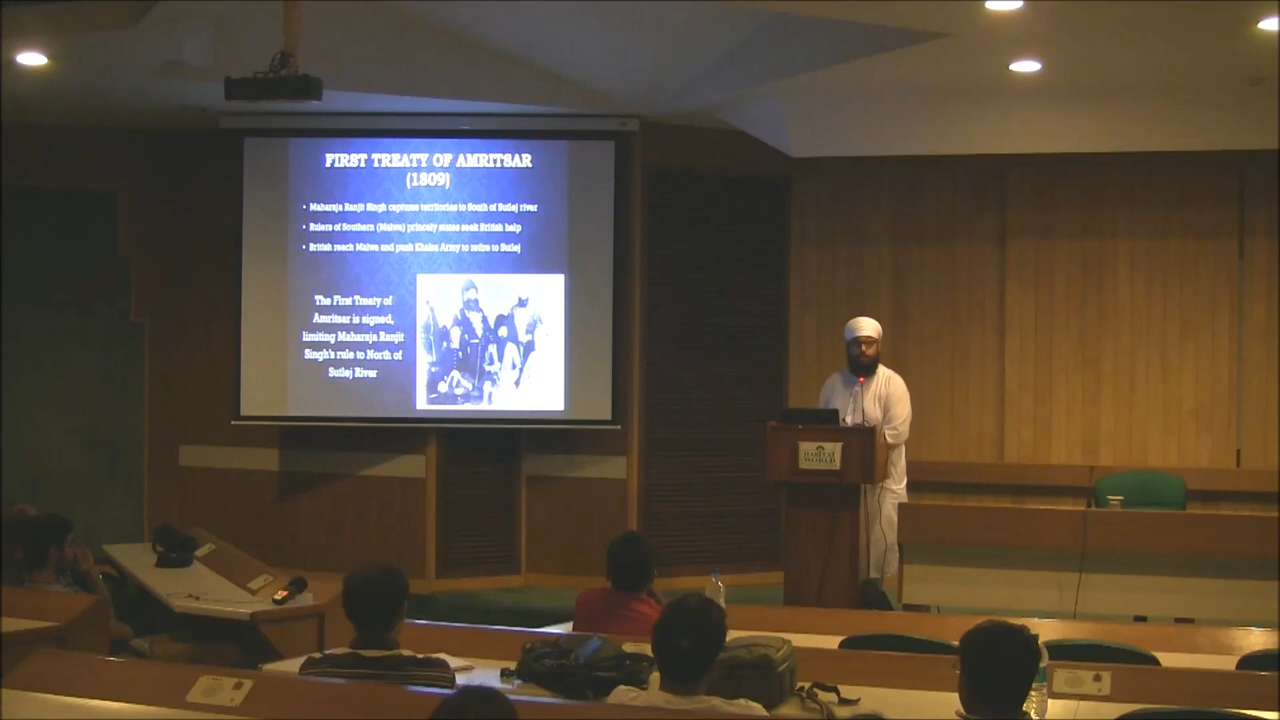 FIRST TREATY OF AMRITSAR
(1809)
• Maharaja Ranjit Singh captures territories to South of Sutlej river
• Rulers of Southern (Malwa) princely states seek British help
• British reach Malwa and push Khalsa Army to retire to Sutlej
The First Treaty of
Amritsar is signed,
limiting Maharaja Ranjit
Singh's rule to North of
Sutlej River
HABITAT
WORLD